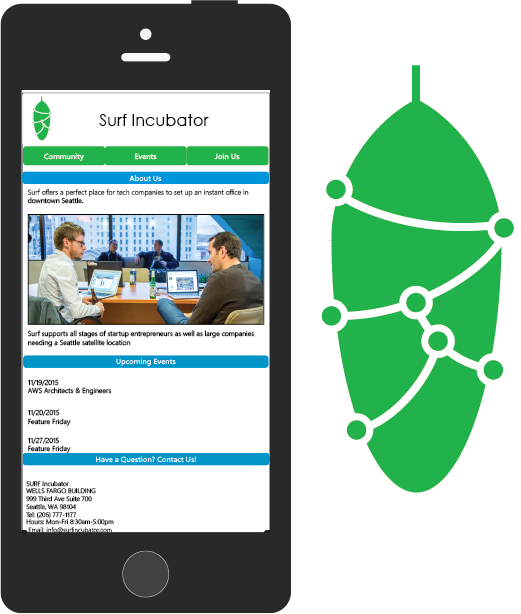 Surf Incubator
Community Events Join Us
About Us
Surf offers a perfect place for tech companies to set up an instant office in
downtown Seattle.
Surf supports all stages of startup entrepreneurs as well as large companies
needing a Seattle satellite location
Upcoming Events
11/19/2015
AWS Architects & Engineers
11/20/2015
Feature Friday
11/27/2015
Feature Friday
Have a Question? Contact Us!
SURF Incubator
WELLS FARGO BUILDING
999 Third Ave Suite 700
Seattle, WA 98104
Tel: (206) 777-1177
Hours: Mon-Fri 8:30am-5:00pm
Email: info@surfincubator.com